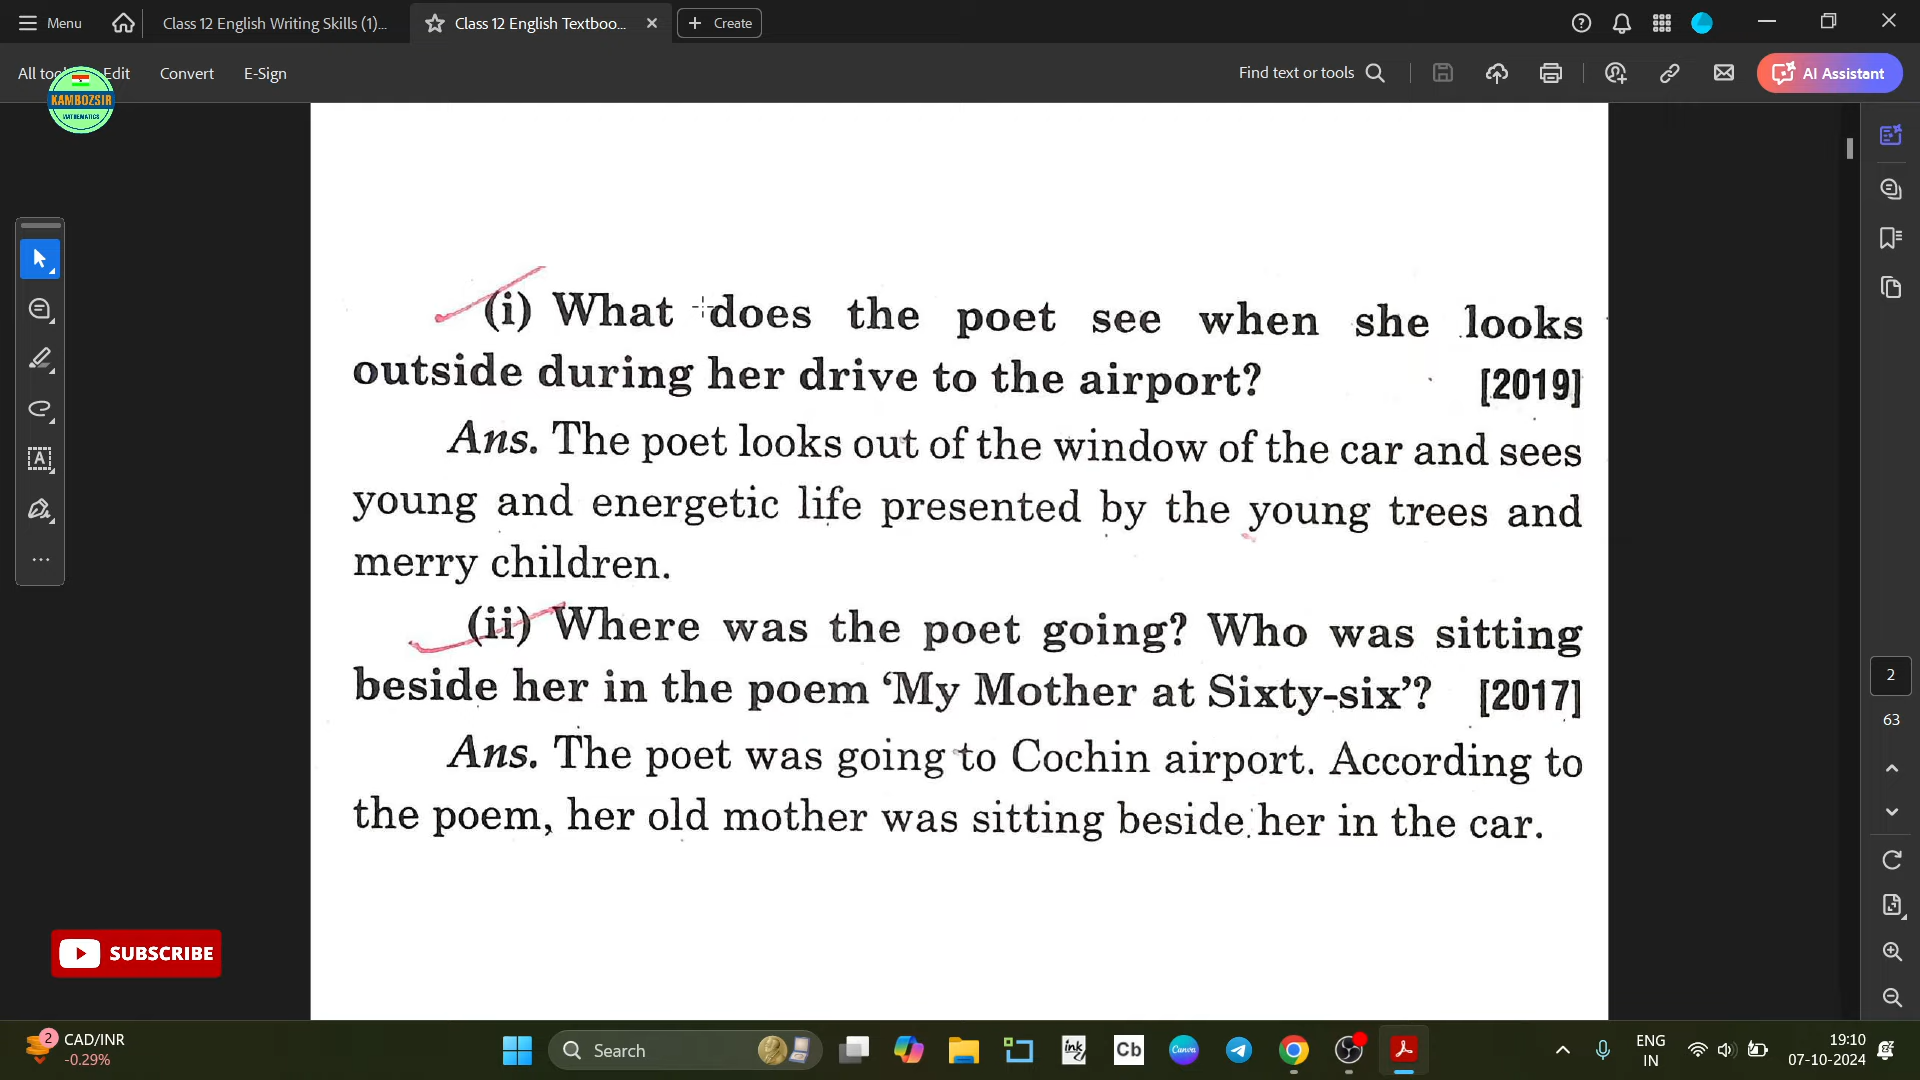 Menu
Class 12 English Writing Skills (1)...
Class 12 English Textboo...
Create
All tool
Edit
Convert
E-Sign
Find text or tools
AI Assistant
KAMBOZSIR
MATHEMATICS
(i) What does the poet see when she looks
outside during her drive to the airport? [2019]
Ans. The poet looks out of the window of the car and sees
young and energetic life presented by the young trees and
merry children.
(ii) Where was the poet going? Who was sitting
beside her in the poem ‘My Mother at Sixty-six’? [2017]
Ans. The poet was going to Cochin airport. According to
the poem, her old mother was sitting beside her in the car.
2
63
SUBSCRIBE
2
CAD/INR
-0.29%
Search
ink
Cb
Canva
ENG
IN
19:10
07-10-2024